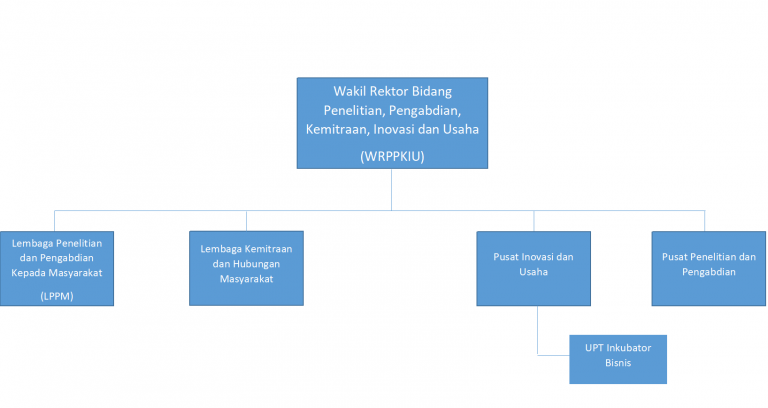 Wakil Rektor Bidang
Penelitian, Pengabdian,
Kemitraan, Inovasi dan Usaha
(WRPPKIU)
Lembaga Penelitian
dan Pengabdian
Kepada Masyarakat
(LPPM)
Lembaga Kemitraan
dan Hubungan
Masyarakat
Pusat Inovasi dan
Usaha
Pusat Penelitian dan
Pengabdian
UPT Inkubator
Bisnis